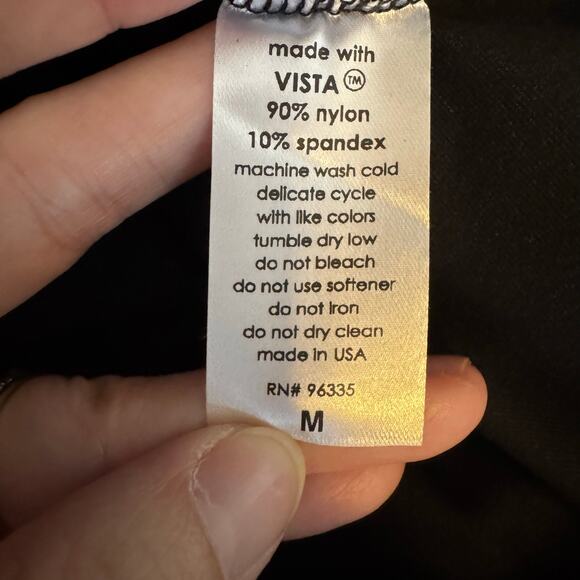 made with
VISTA™
90% nylon
10% spandex
machine wash cold
delicate cycle
with like colors
tumble dry low
do not bleach
do not use softener
do not iron
do not dry clean
made in USA
RN# 96335
M